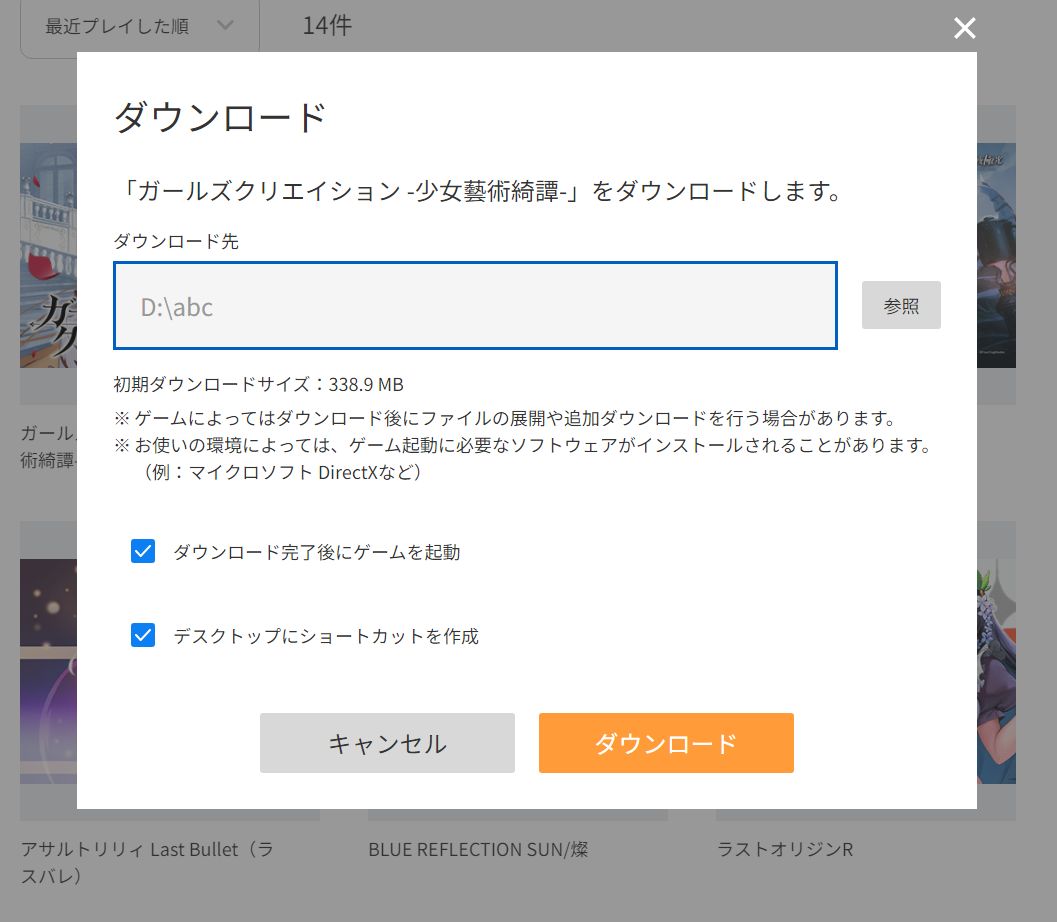 最近プレイした順
14件
ダウンロード
「ガールズクリエイション -少女藝術綺譚-」をダウンロードします。
ダウンロード先
D:\abc
参照
初期ダウンロードサイズ：338.9 MB
※ ゲームによってはダウンロード後にファイルの展開や追加ダウンロードを行う場合があります。
※ お使いの環境によっては、ゲーム起動に必要なソフトウェアがインストールされることがあります。
（例：マイクロソフト DirectXなど）
ガール
術綺譚-
ダウンロード完了後にゲームを起動
デスクトップにショートカットを作成
キャンセル
ダウンロード
アサルトリリィ Last Bullet（ラ
スバレ）
BLUE REFLECTION SUN/燦
ラストオリジンR